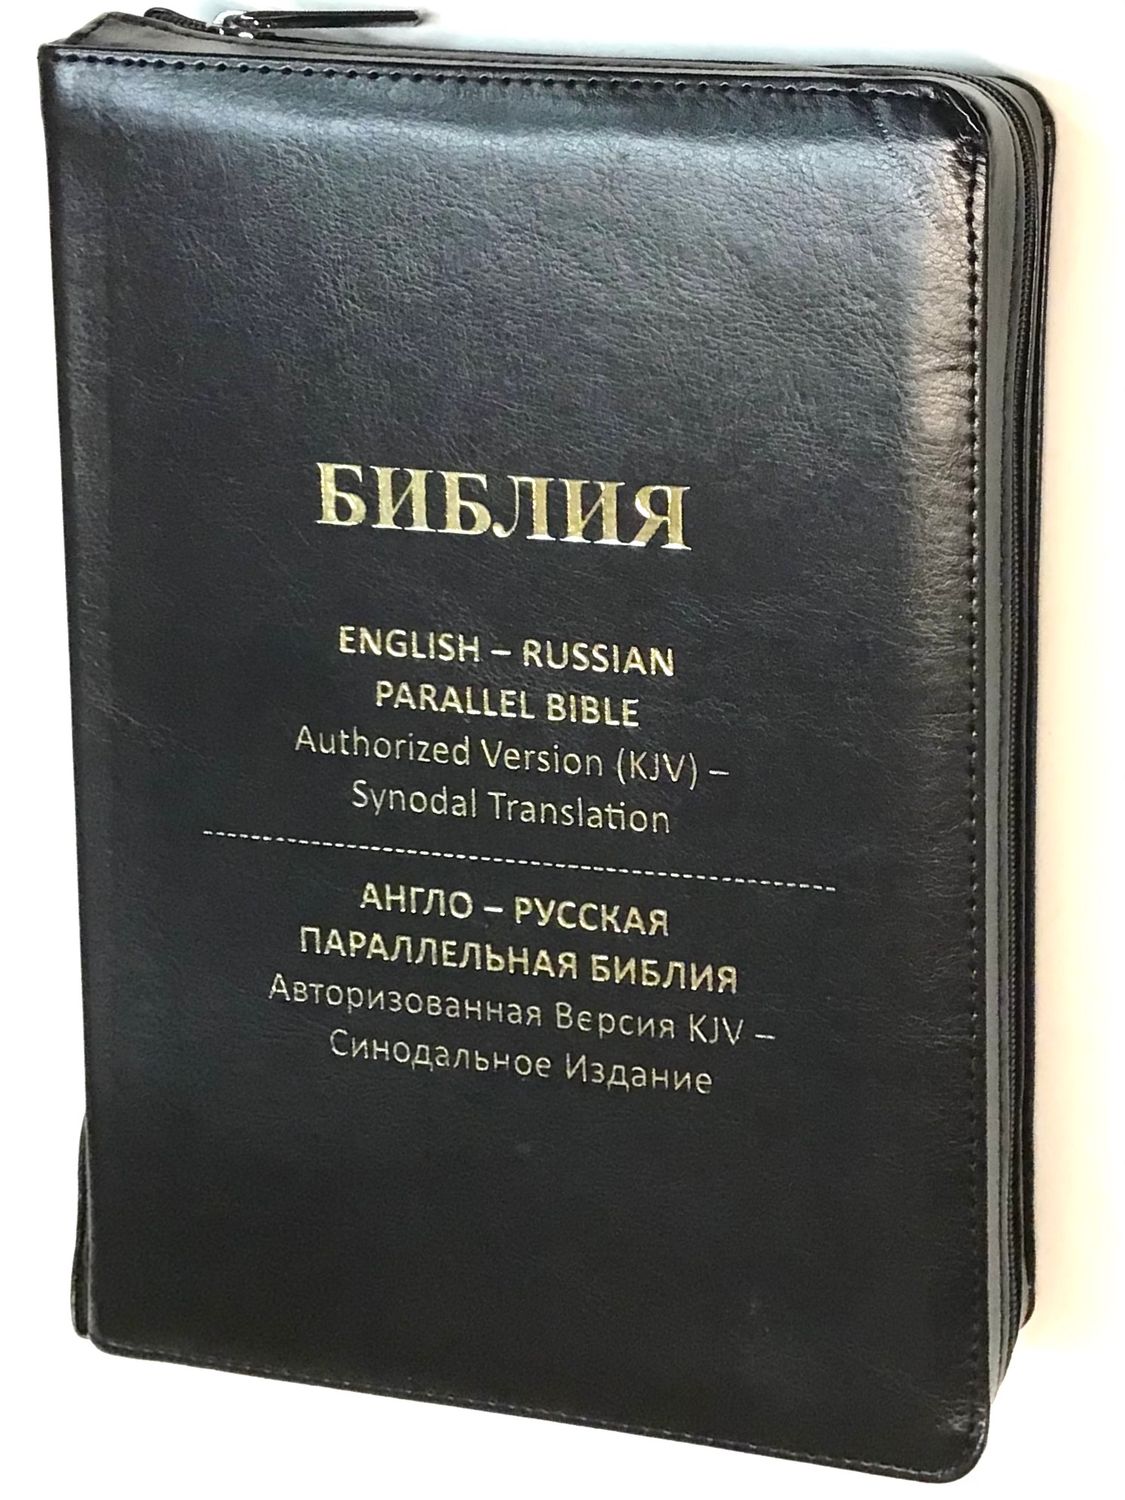 БИБЛИЯ
ENGLISH – RUSSIAN
PARALLEL BIBLE
Authorized Version (KJV) –
Synodal Translation
АНГЛО – РУССКАЯ
ПАРАЛЛЕЛЬНАЯ БИБЛИЯ
Авторизованная Версия KJV –
Синодальное Издание